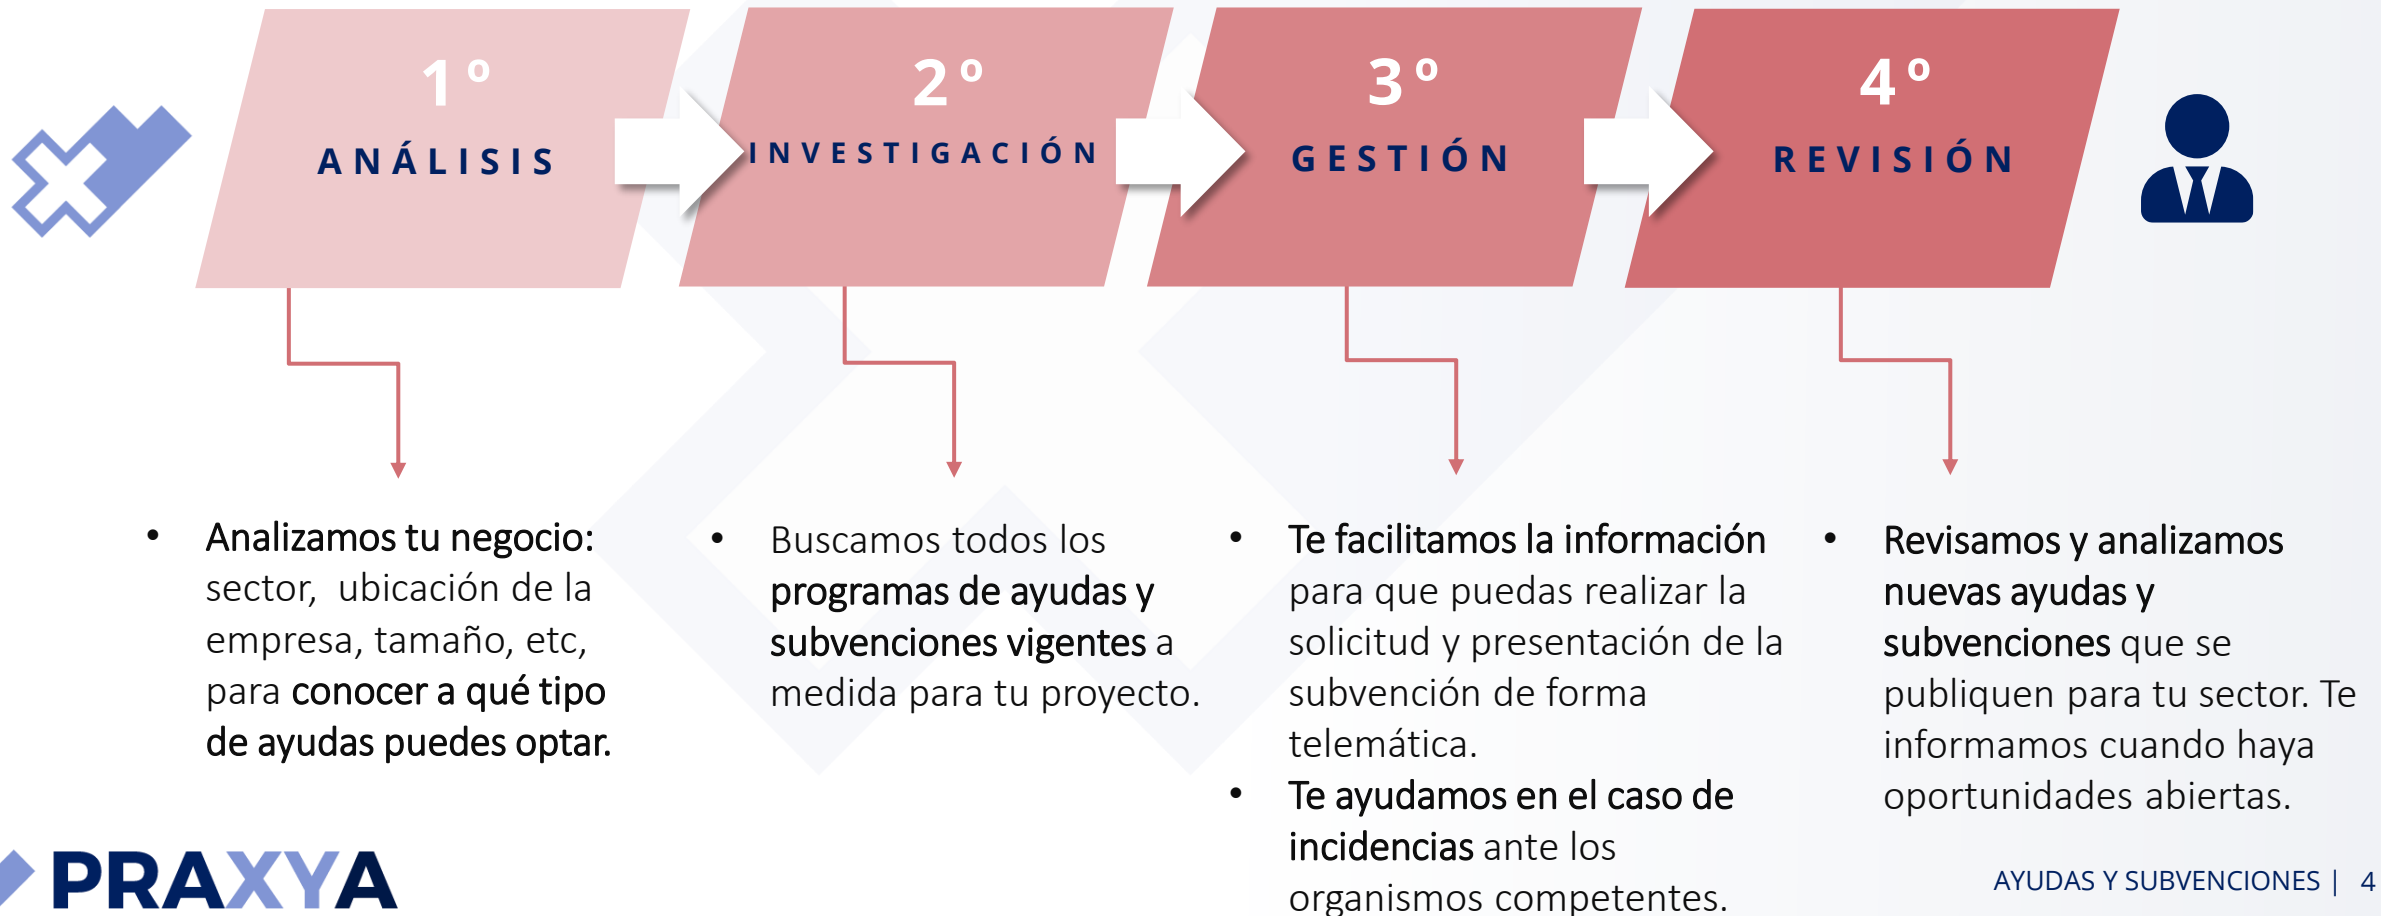 1º
ANÁLISIS
2º
INVESTIGACIÓN
3º
GESTIÓN
4º
REVISIÓN
• Analizamos tu negocio:
sector, ubicación de la
empresa, tamaño, etc,
para conocer a qué tipo
de ayudas puedes optar.
• Buscamos todos los
programas de ayudas y
subvenciones vigentes a
medida para tu proyecto.
• Te facilitamos la información
para que puedas realizar la
solicitud y presentación de la
subvención de forma
telemática.
• Te ayudamos en el caso de
incidencias ante los
organismos competentes.
• Revisamos y analizamos
nuevas ayudas y
subvenciones que se
publiquen para tu sector. Te
informamos cuando haya
oportunidades abiertas.
PRAXYA
AYUDAS Y SUBVENCIONES | 4